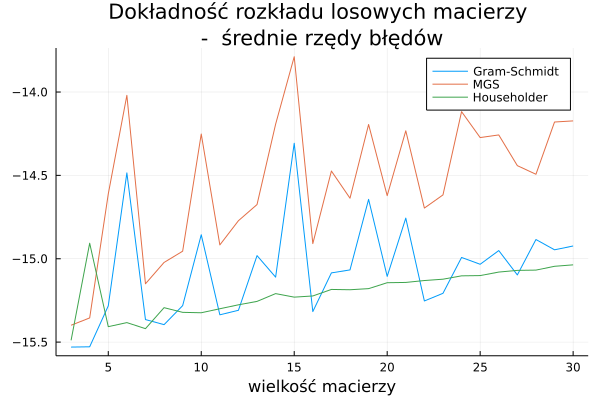 Dokładność rozkładu losowych macierzy
- średnie rzędy błędów
Gram-Schmidt
MGS
Householder
−14.0
−14.5
−15.0
−15.5
5
10
15
20
25
30
wielkość macierzy